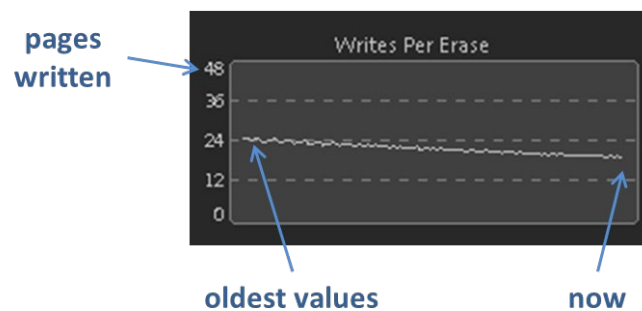 pages
written
Writes Per Erase
48
36
24
12
0
oldest values
now